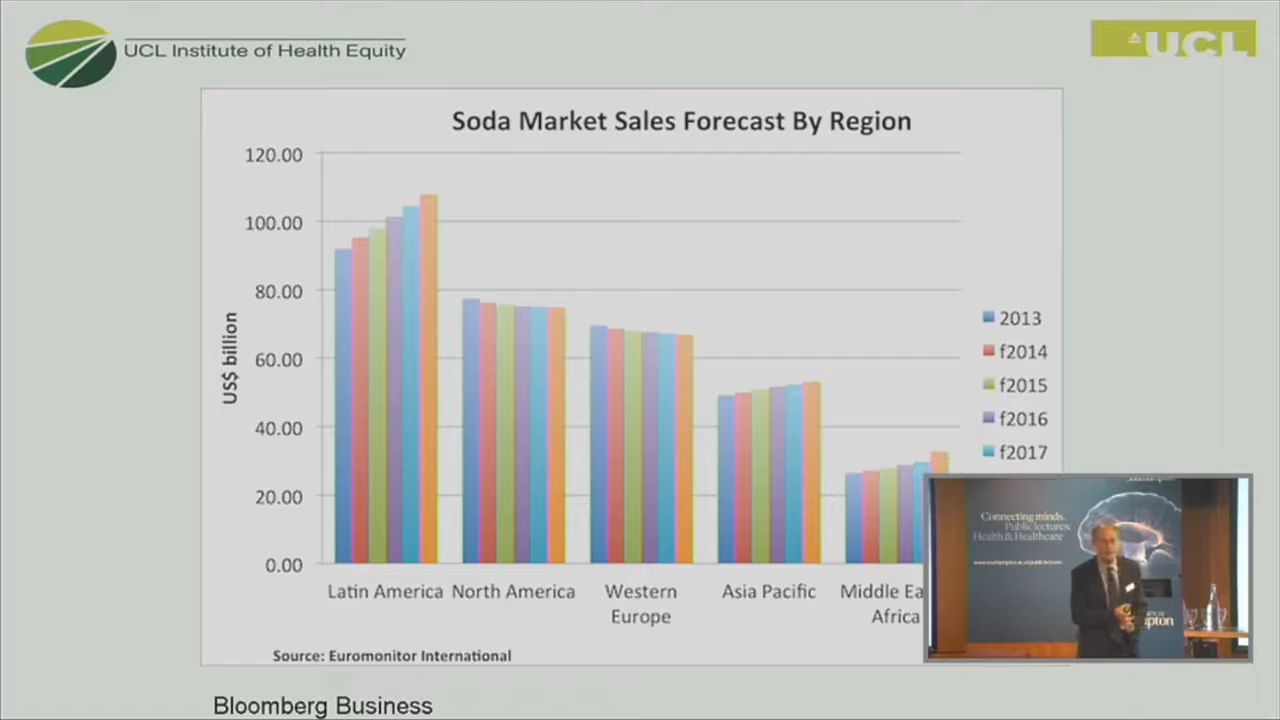 UCL Institute of Health Equity
UCL
Soda Market Sales Forecast By Region
120.00
100.00
80.00
60.00
40.00
20.00
0.00
US$ billion
2013
f2014
f2015
f2016
f2017
Latin America
North America
Western
Europe
Asia Pacific
Middle Ea
Africa
Source: Euromonitor International
Bloomberg Business
Connecting minds.
Public lectures:
Health & Healthcare